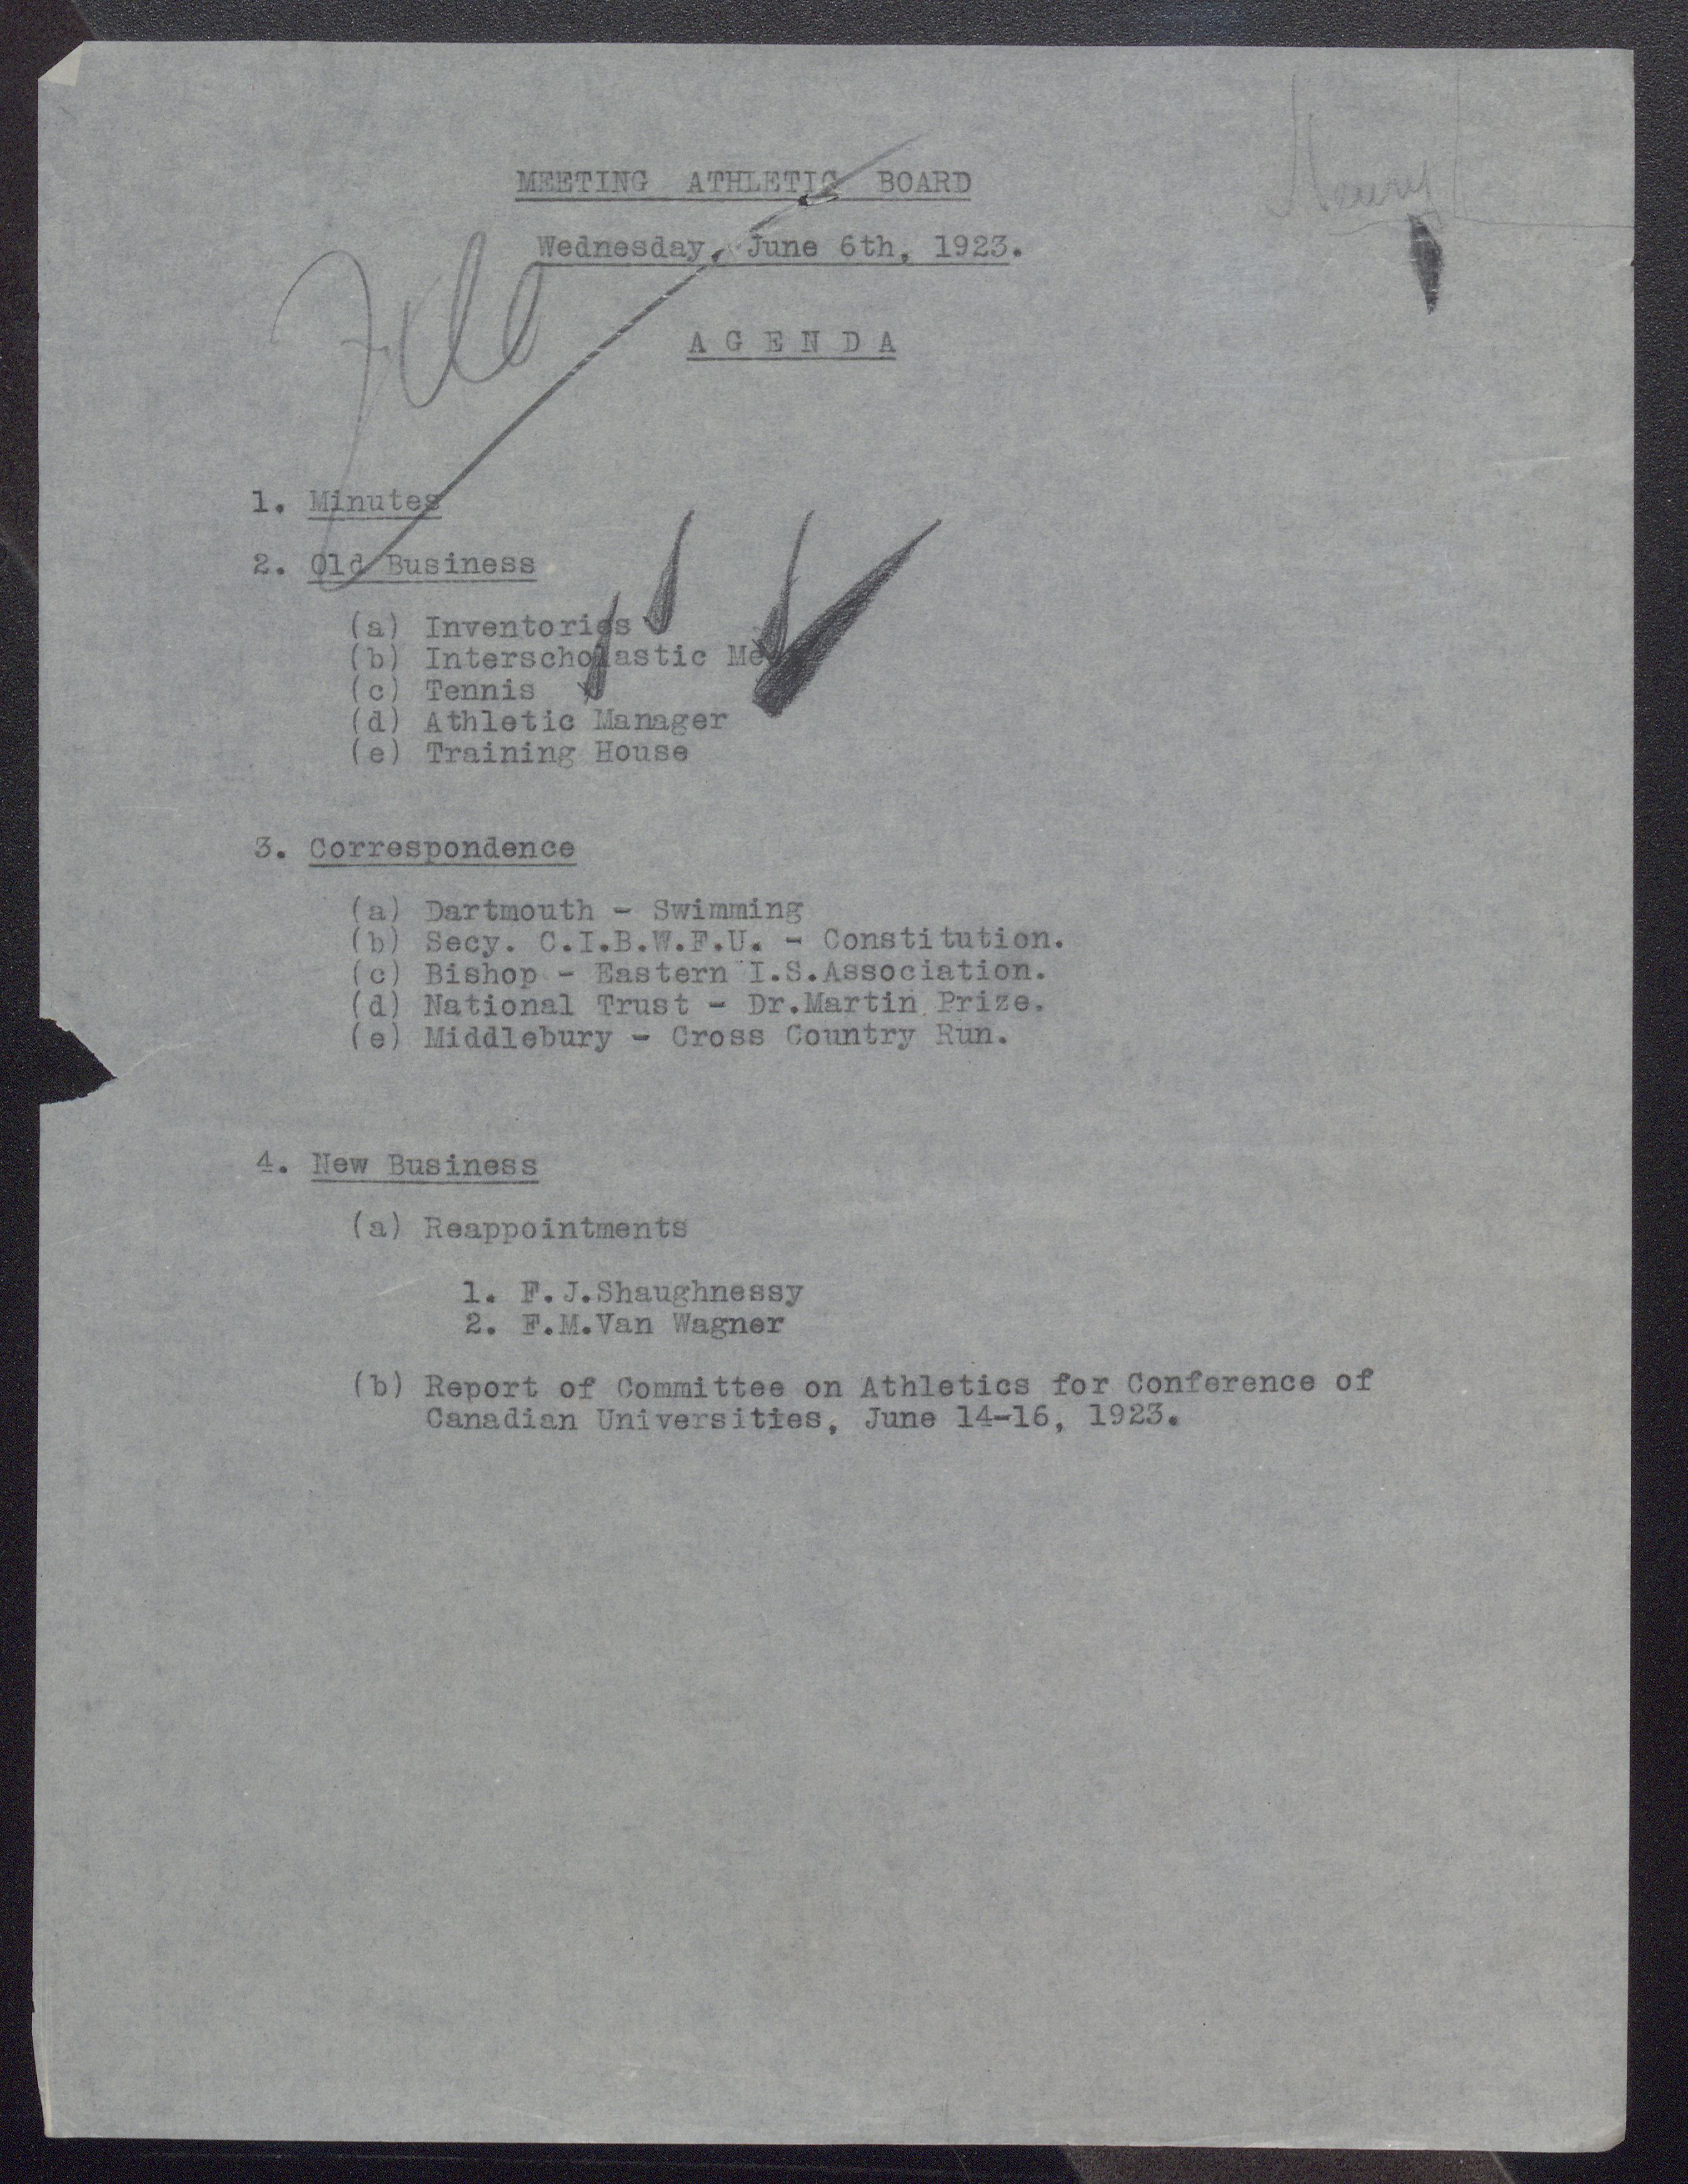 MEETING ATHLETIC BOARD
Wednesday, June 6th, 1923.
File
A G E N D A
1. Minutes
2. Old Business
(a) Inventories
(b) Interscholastic
(c) Tennis
(d) Athletic Manager
(e) Training House
3. Correspondence
(a) Dartmouth - Swimming
(b) Secy. C.I.B.W.F.U. - Constitution.
(c) Bishop - Eastern I.S.Association.
(d) National Trust - Dr.Martin Prize.
(e) Middlebury - Cross Country Run.
4. New Business
(a) Reappointments
1. F.J.Shaughnessy
2. F.M.Van Wagner
(b) Report of Committee on Athletics for Conference of
Canadian Universities, June 14-16, 1923.